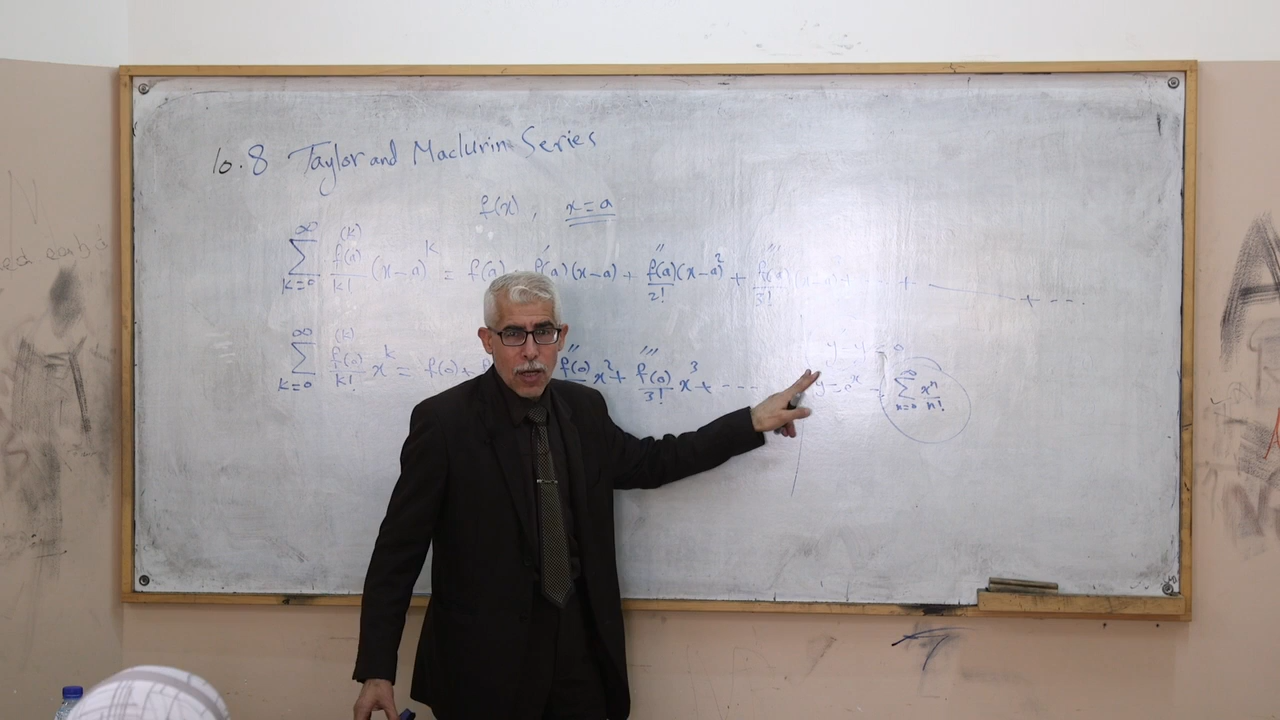 10.8 Taylor and Maclurin Series
f(x) , x = a
∞ ∑ k=0 f^(k)(a)/k! (x-a)^k = f(a) f'(a)(x-a) + f''(a)/2! (x-a)^2 + f'''(a)/3! + ...
∞ ∑ k=0 f^(k)(0)/k! x^k = f(0) + f''(0) x^2 + f'''(0)/3! x^3 + ...
y' - y = 0
y = e^x = ∞ ∑ n=0 x^n/n!